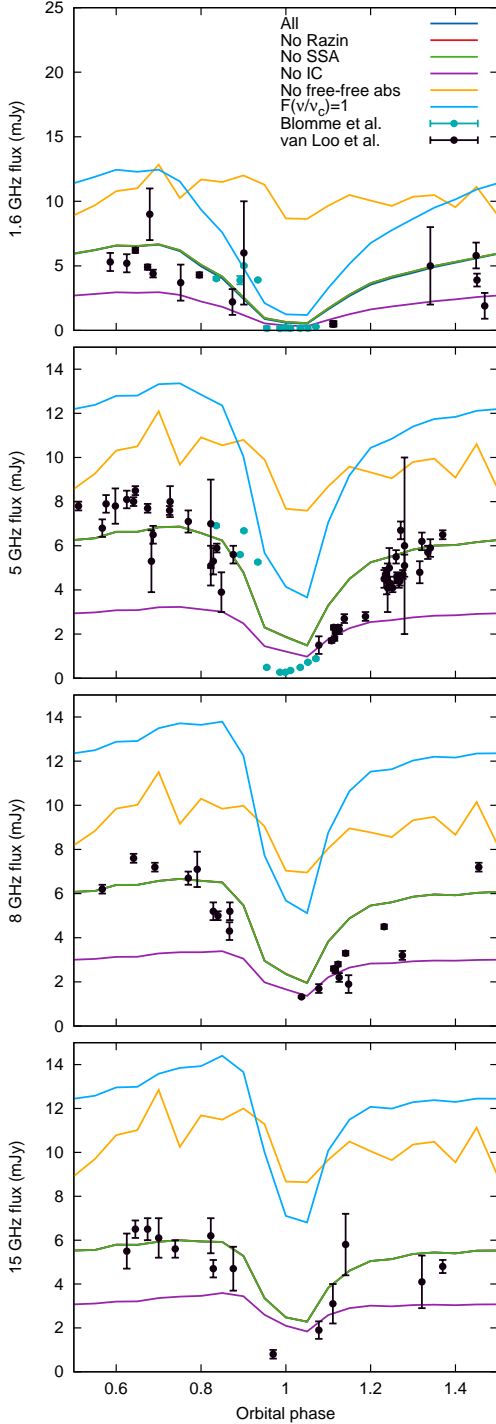 25
20
15
10
5
0
1.6 GHz flux (mJy)
All
No Razin
No SSA
No IC
No free-free abs
F(ν/νc)=1
Blomme et al.
van Loo et al.
14
12
10
8
6
4
2
0
5 GHz flux (mJy)
14
12
10
8
6
4
2
0
8 GHz flux (mJy)
14
12
10
8
6
4
2
0
15 GHz flux (mJy)
0.6 0.8 1.0 1.2 1.4
Orbital phase